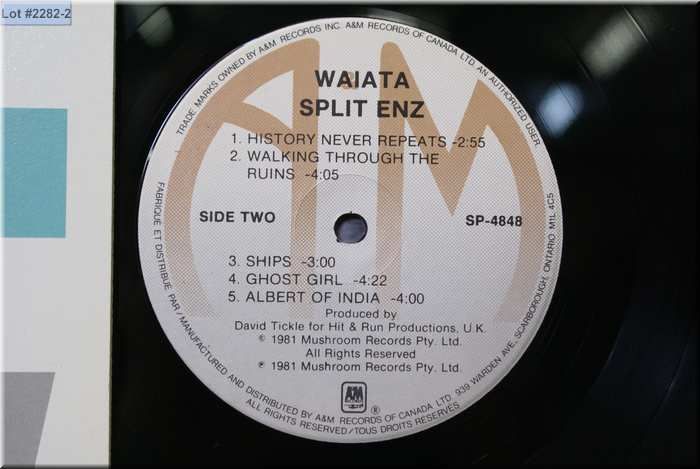 Lot #2282-2
TRADE MARKS OWNED BY A&M RECORDS INC. A&M RECORDS OF CANADA LTD AN AUTHORIZED USER.
A&M
WAIATA
SPLIT ENZ
1. HISTORY NEVER REPEATS -2:55
2. WALKING THROUGH THE
RUINS -4:05
SIDE TWO
SP-4848
3. SHIPS -3:00
4. GHOST GIRL -4:22
5. ALBERT OF INDIA -4:00
Produced by
David Tickle for Hit & Run Productions, U.K.
© 1981 Mushroom Records Pty. Ltd.
All Rights Reserved
℗ 1981 Mushroom Records Pty. Ltd.
A&M ®
FABRIQUÉ ET DISTRIBUÉ PAR / MANUFACTURED AND DISTRIBUTED BY A&M RECORDS OF CANADA LTD. 939 WARDEN AVE, SCARBOROUGH, ONTARIO M1L 4C5
ALL RIGHTS RESERVED / TOUS DROITS RESERVÉS